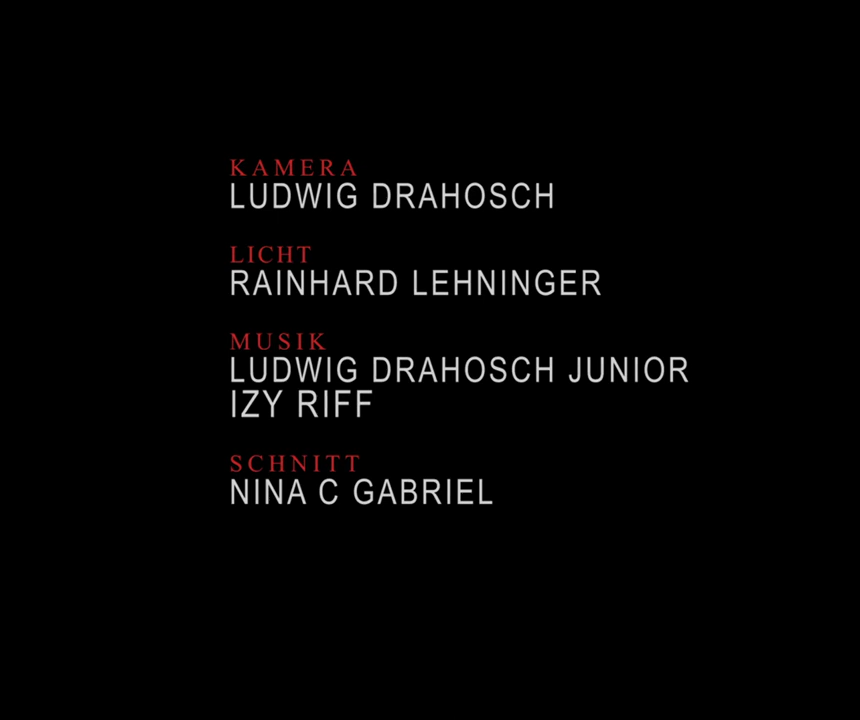 KAMERA
LUDWIG DRAHOSCH
LICHT
RAINHARD LEHNINGER
MUSIK
LUDWIG DRAHOSCH JUNIOR
IZY RIFF
SCHNITT
NINA C GABRIEL